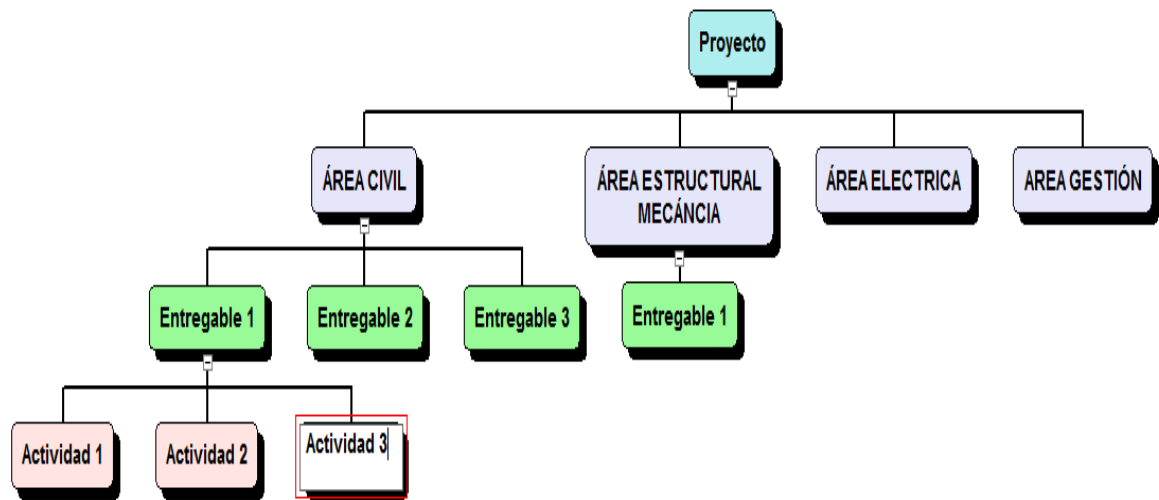 Proyecto
ÁREA CIVIL
ÁREA ESTRUCTURAL
MECÁNCIA
ÁREA ELECTRICA
AREA GESTIÓN
Entregable 1
Entregable 2
Entregable 3
Entregable 1
Actividad 1
Actividad 2
Actividad 3